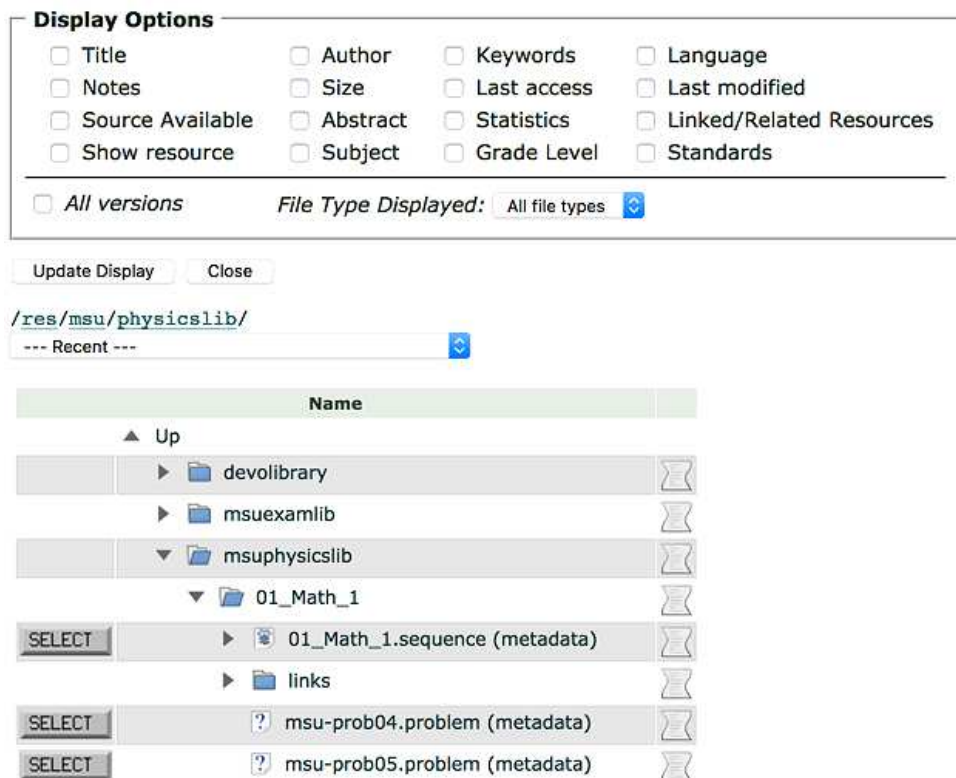 Display Options
Title Author Keywords Language
Notes Size Last access Last modified
Source Available Abstract Statistics Linked/Related Resources
Show resource Subject Grade Level Standards
All versions File Type Displayed: All file types
Update Display Close
/res/msu/physicslib/
--- Recent ---
Name
Up
devolibrary
msuexamlib
msuphysicslib
01_Math_1
SELECT 01_Math_1.sequence (metadata)
links
SELECT msu-prob04.problem (metadata)
SELECT msu-prob05.problem (metadata)